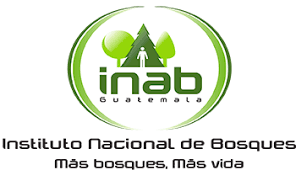 inab
Guatemala
Instituto Nacional de Bosques
Más bosques, Más vida